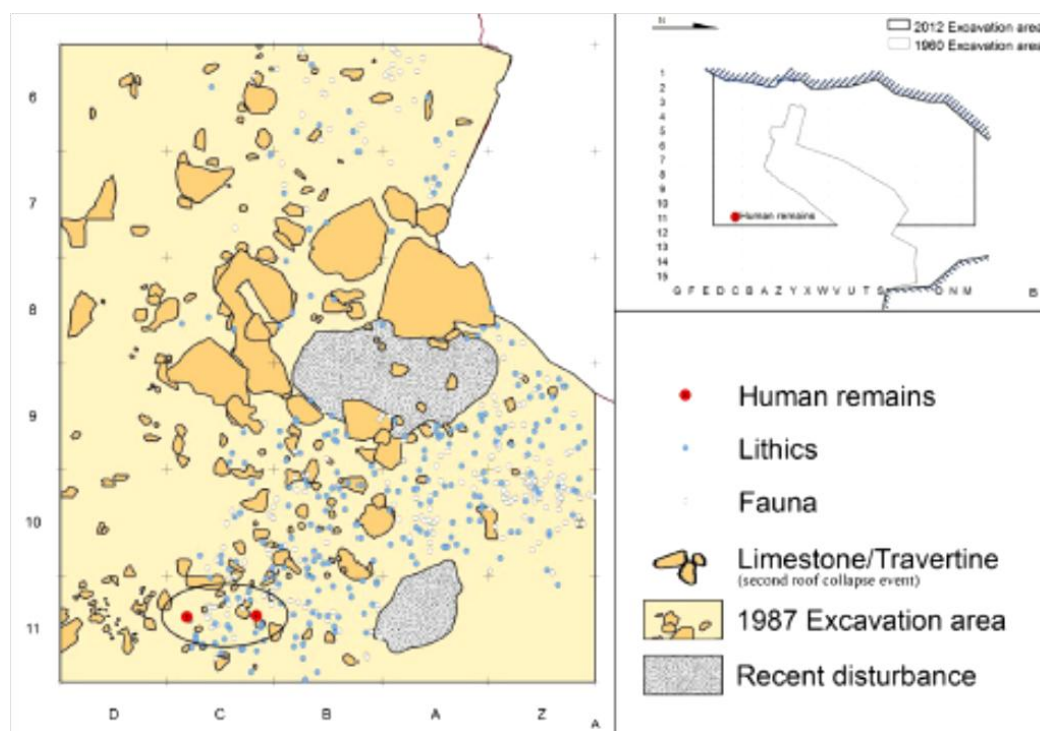 6
7
8
9
10
11
D C B A Z
A
N
2012 Excavation area
1960 Excavation area
1
2
3
4
5
6
7
8
9
10
11
12
13
14
15
Human remains
G F E D C B A Z Y X W V U T S O N M
B
Human remains
Lithics
Fauna
Limestone/Travertine
(second roof collapse event)
1987 Excavation area
Recent disturbance